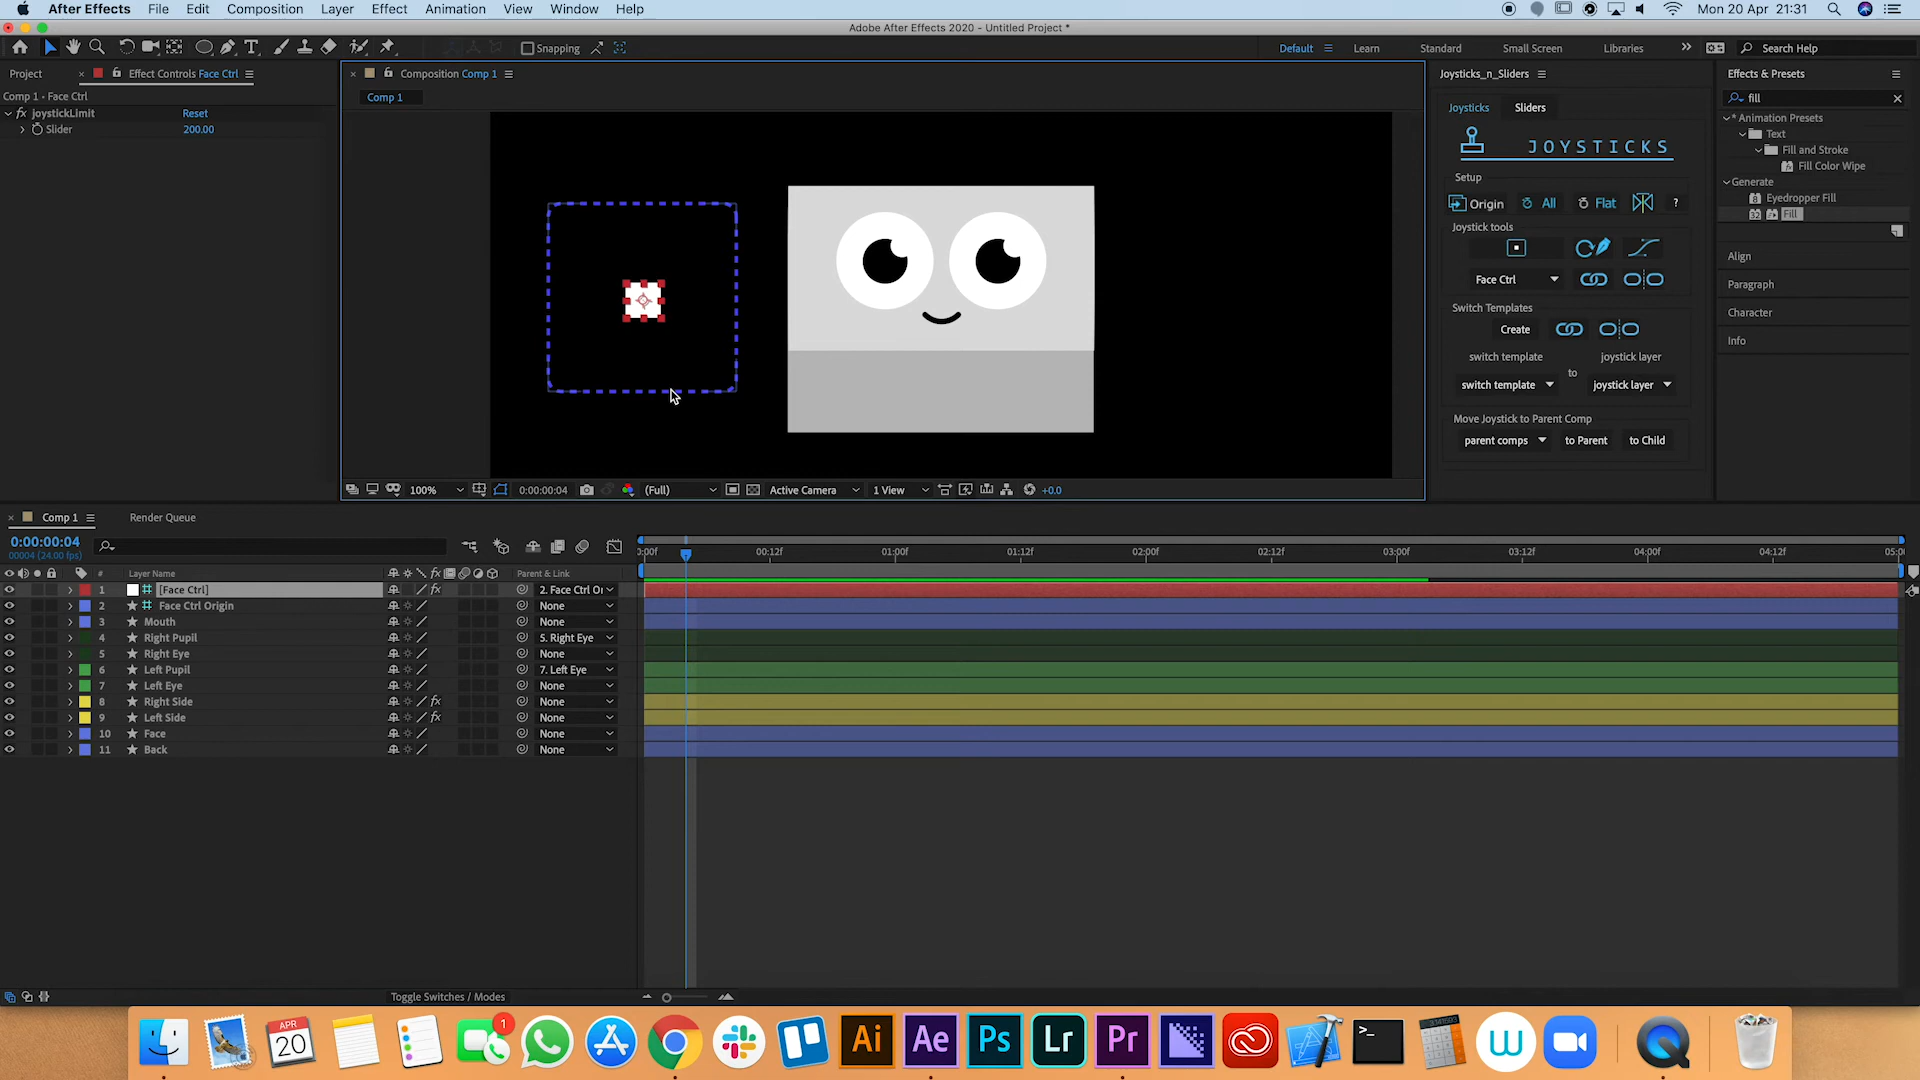 After Effects File Edit Composition Layer Effect Animation View Window Help Mon 20 Apr 21:31
Adobe After Effects 2020 - Untitled Project *
Snapping Default Learn Standard Small Screen Libraries Search Help
Project Effect Controls Face Ctrl
Comp 1 • Face Ctrl
fx joystickLimit Reset
Slider 200.00
Composition Comp 1
Comp 1
100% 0:00:00:04 (Full) Active Camera 1 View +0.0
Joysticks_n_Sliders
Joysticks Sliders
JOYSTICKS
Setup
Origin All Flat ?
Joystick tools
Face Ctrl
Switch Templates
Create
switch template joystick layer
to
switch template joystick layer
Move Joystick to Parent Comp
parent comps to Parent to Child
Effects & Presets
fill
* Animation Presets
Text
Fill and Stroke
Fill Color Wipe
Generate
8 Eyedropper Fill
32 Fill
Align
Paragraph
Character
Info
Comp 1 Render Queue
0:00:00:04
00004 (24.00 fps)
:00f 00:12f 01:00f 01:12f 02:00f 02:12f 03:00f 03:12f 04:00f 04:12f 05:0
# Layer Name fx Parent & Link
1 [Face Ctrl] fx 2. Face Ctrl Or
2 Face Ctrl Origin None
3 Mouth None
4 Right Pupil 5. Right Eye
5 Right Eye None
6 Left Pupil 7. Left Eye
7 Left Eye None
8 Right Side fx None
9 Left Side fx None
10 Face None
11 Back None
Toggle Switches / Modes
APR
20
1
Ai Ae Ps Lr Pr